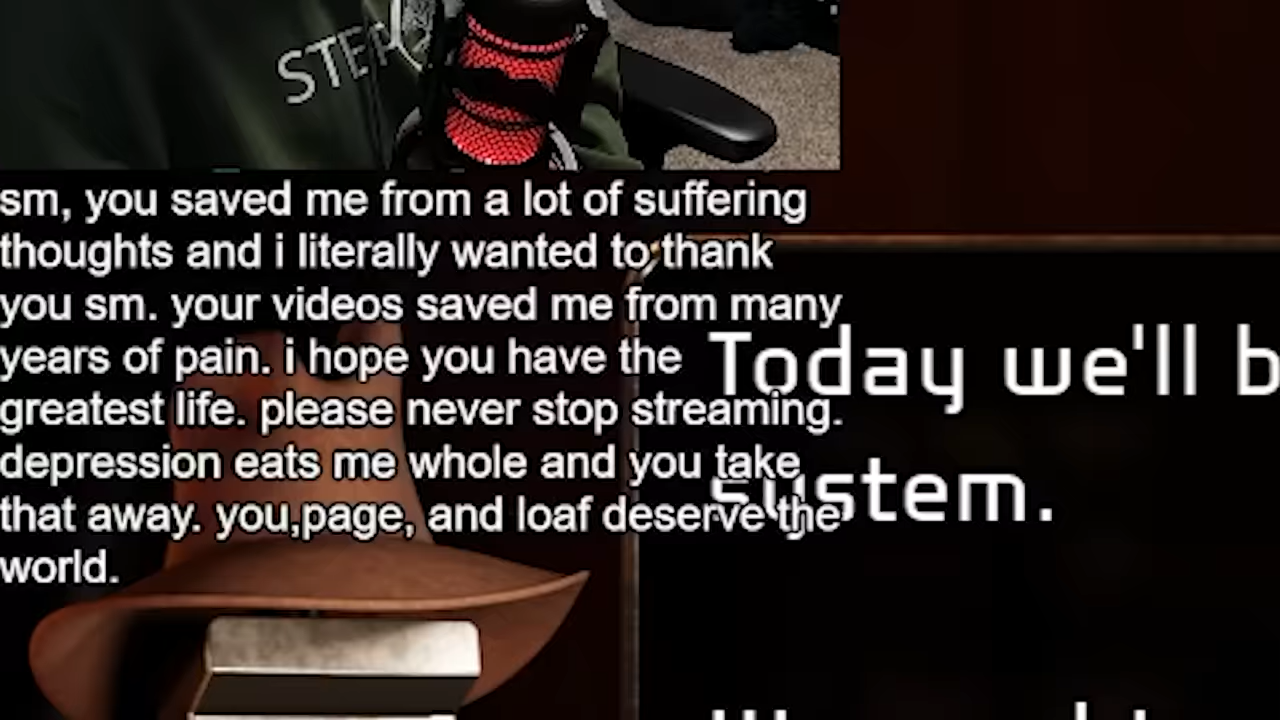 STEP
sm, you saved me from a lot of suffering
thoughts and i literally wanted to thank
you sm. your videos saved me from many
years of pain. i hope you have the
greatest life. please never stop streaming.
depression eats me whole and you take
that away. you,page, and loaf deserve the
world.
Today we'll b
system.